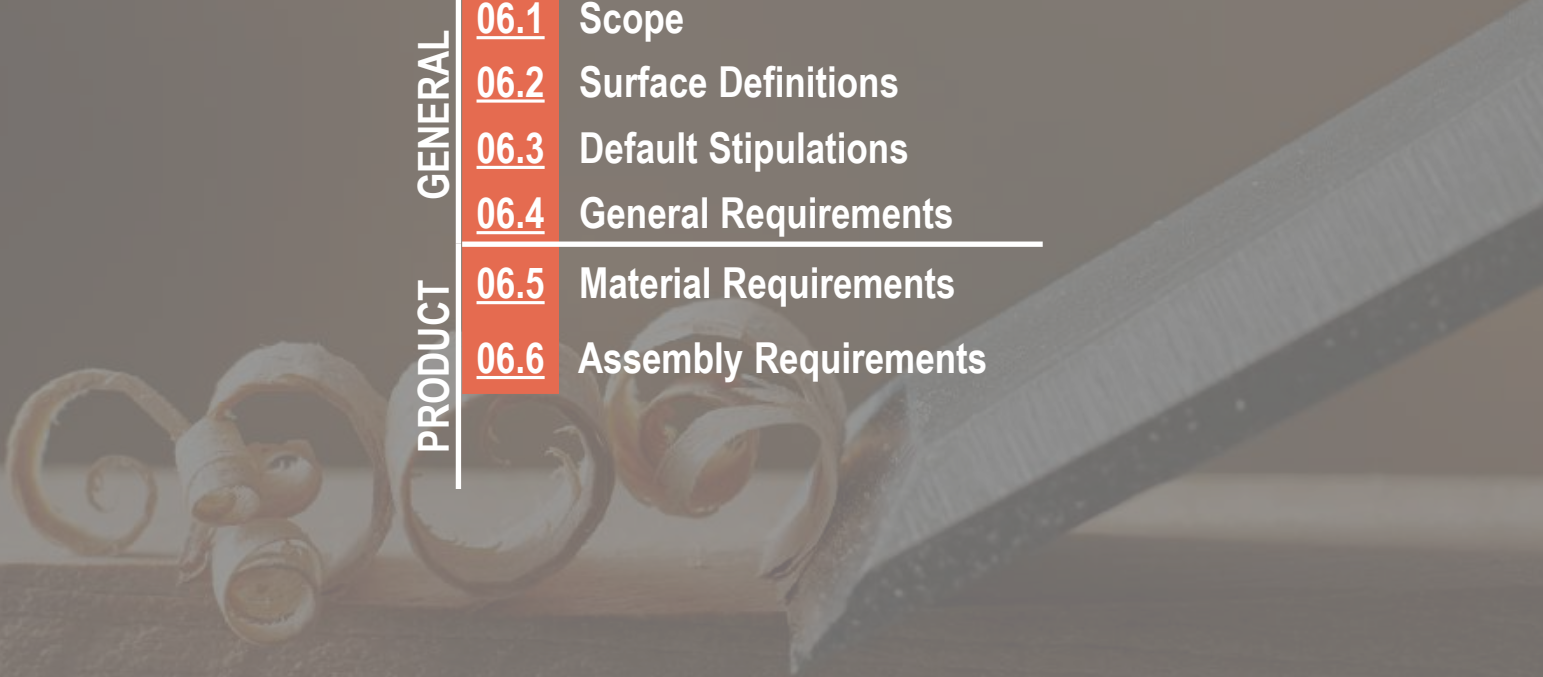 GENERAL
06.1 Scope
06.2 Surface Definitions
06.3 Default Stipulations
06.4 General Requirements
PRODUCT
06.5 Material Requirements
06.6 Assembly Requirements